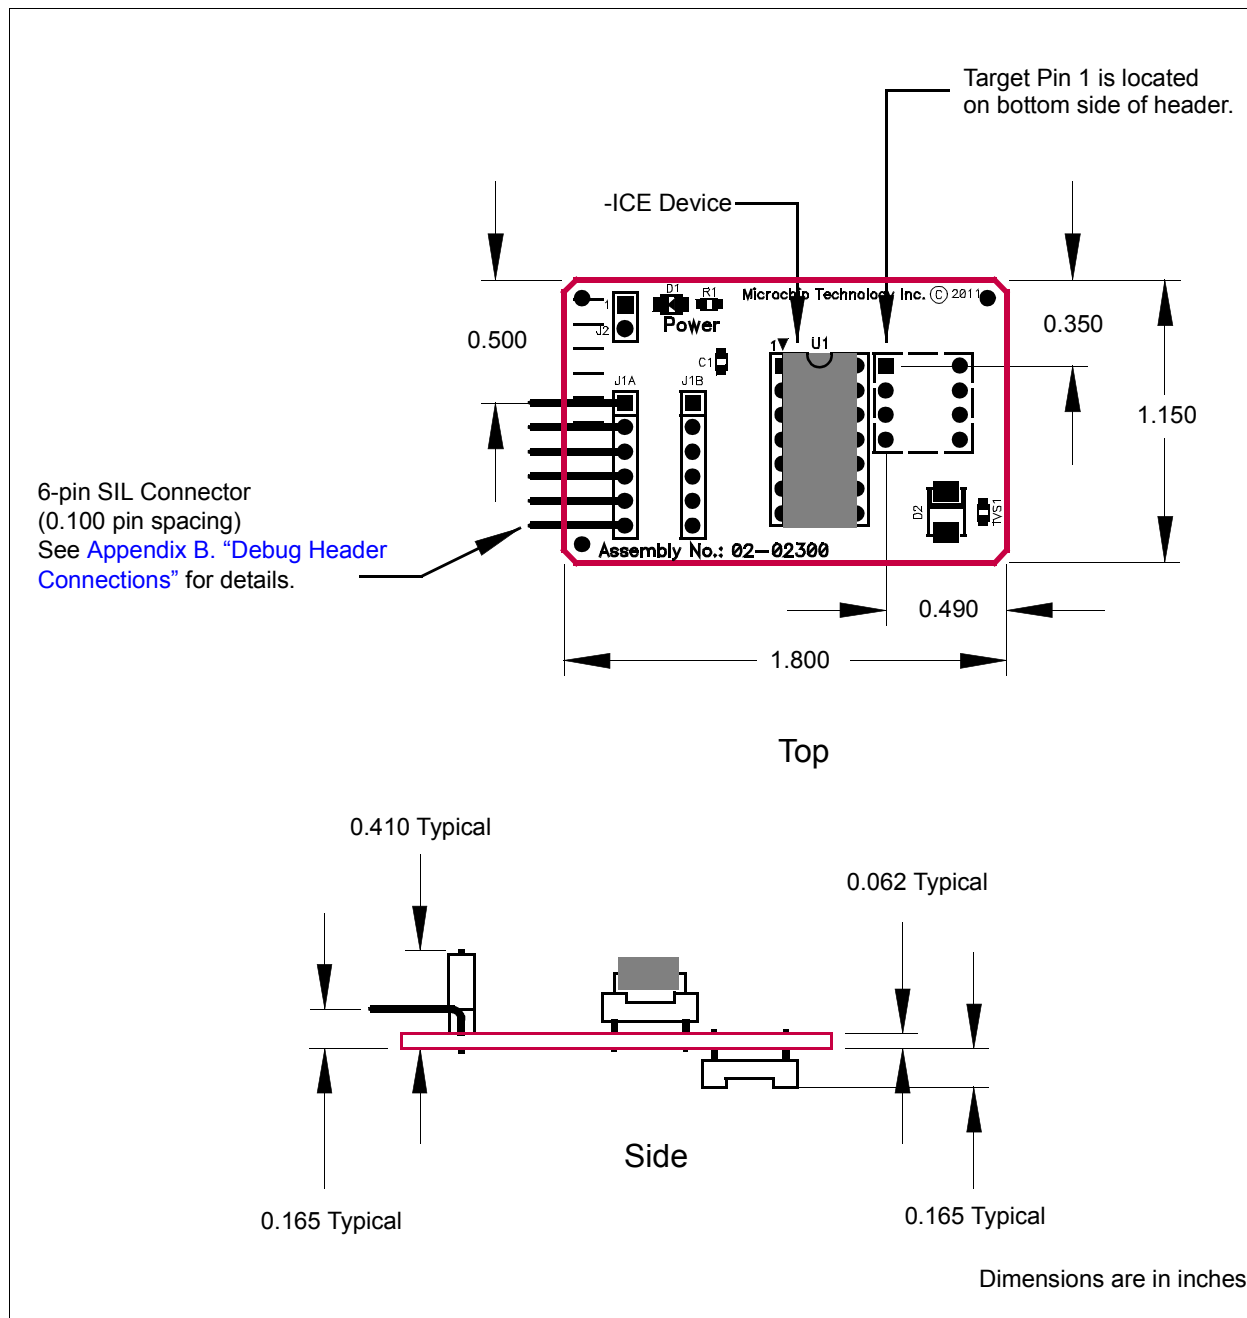 Target Pin 1 is located
on bottom side of header.
-ICE Device
D1
R1
Microchip Technology Inc. © 2011
1
J2
Power
0.500
0.350
1
U1
C1
J1A
J1B
1.150
6-pin SIL Connector
(0.100 pin spacing)
See Appendix B. “Debug Header
Connections” for details.
D2
TVS1
Assembly No.: 02-02300
0.490
1.800
Top
0.410 Typical
0.062 Typical
Side
0.165 Typical
0.165 Typical
Dimensions are in inches